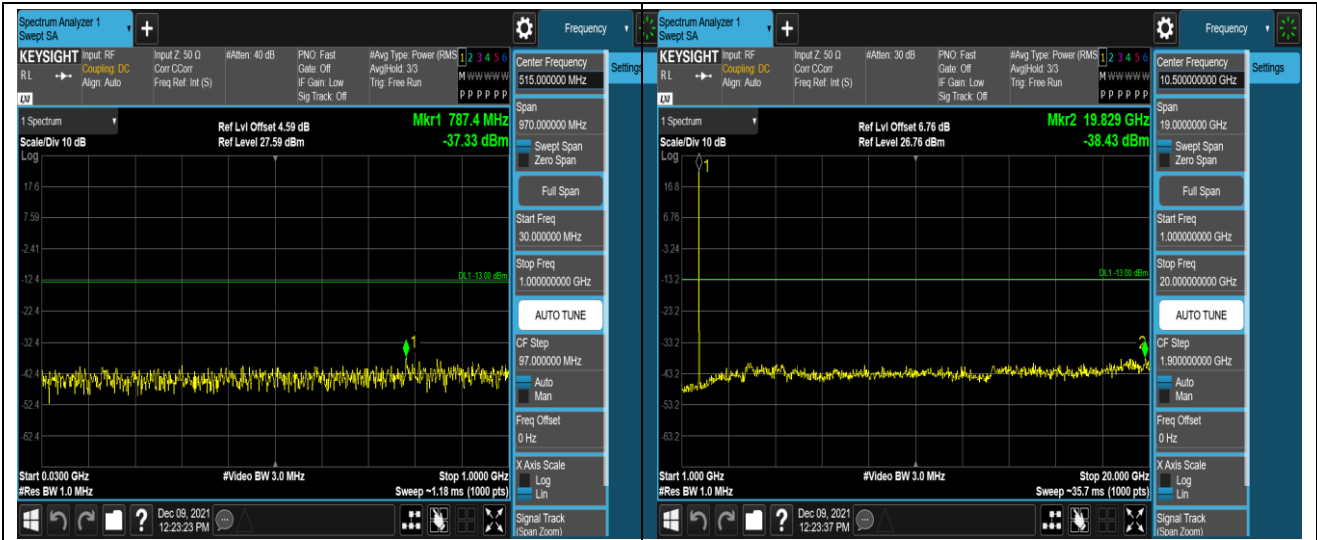 Spectrum Analyzer 1
Swept SA
+
Frequency
KEYSIGHT
Input: RF
Coupling: DC
Align: Auto
Input Z: 50 Ω
Corr CCorr
Freq Ref: Int (S)
#Atten: 40 dB
PNO: Fast
Gate: Off
IF Gain: Low
Sig Track: Off
#Avg Type: Power (RMS
Avg|Hold: 3/3
Trig: Free Run
1 2 3 4 5 6
M W W W W W
P P P P P P
RL
LXI
Center Frequency
515.000000 MHz
Settings
1 Spectrum
Scale/Div 10 dB
Log
Ref Lvl Offset 4.59 dB
Ref Level 27.59 dBm
Mkr1 787.4 MHz
-37.33 dBm
17.6
7.59
-2.41
-12.4
-22.4
-32.4
-42.4
-52.4
-62.4
DL1 -13.00 dBm
1
Start 0.0300 GHz
#Res BW 1.0 MHz
#Video BW 3.0 MHz
Stop 1.0000 GHz
Sweep ~1.18 ms (1000 pts)
Span
970.000000 MHz
Swept Span
Zero Span
Full Span
Start Freq
30.000000 MHz
Stop Freq
1.000000000 GHz
AUTO TUNE
CF Step
97.000000 MHz
Auto
Man
Freq Offset
0 Hz
X Axis Scale
Log
Lin
Signal Track
(Span Zoom)
?
Dec 09, 2021
12:23:23 PM
Spectrum Analyzer 1
Swept SA
+
Frequency
KEYSIGHT
Input: RF
Coupling: DC
Align: Auto
Input Z: 50 Ω
Corr CCorr
Freq Ref: Int (S)
#Atten: 30 dB
PNO: Fast
Gate: Off
IF Gain: Low
Sig Track: Off
#Avg Type: Power (RMS
Avg|Hold: 3/3
Trig: Free Run
1 2 3 4 5 6
M W W W W W
P P P P P P
RL
LXI
Center Frequency
10.500000000 GHz
Settings
1 Spectrum
Scale/Div 10 dB
Log
Ref Lvl Offset 6.76 dB
Ref Level 26.76 dBm
Mkr2 19.829 GHz
-38.43 dBm
16.8
6.76
-3.24
-13.2
-23.2
-33.2
-43.2
-53.2
-63.2
DL1 -13.00 dBm
1
2
Start 1.000 GHz
#Res BW 1.0 MHz
#Video BW 3.0 MHz
Stop 20.000 GHz
Sweep ~35.7 ms (1000 pts)
Span
19.0000000 GHz
Swept Span
Zero Span
Full Span
Start Freq
1.000000000 GHz
Stop Freq
20.000000000 GHz
AUTO TUNE
CF Step
1.900000000 GHz
Auto
Man
Freq Offset
0 Hz
X Axis Scale
Log
Lin
Signal Track
(Span Zoom)
?
Dec 09, 2021
12:23:37 PM